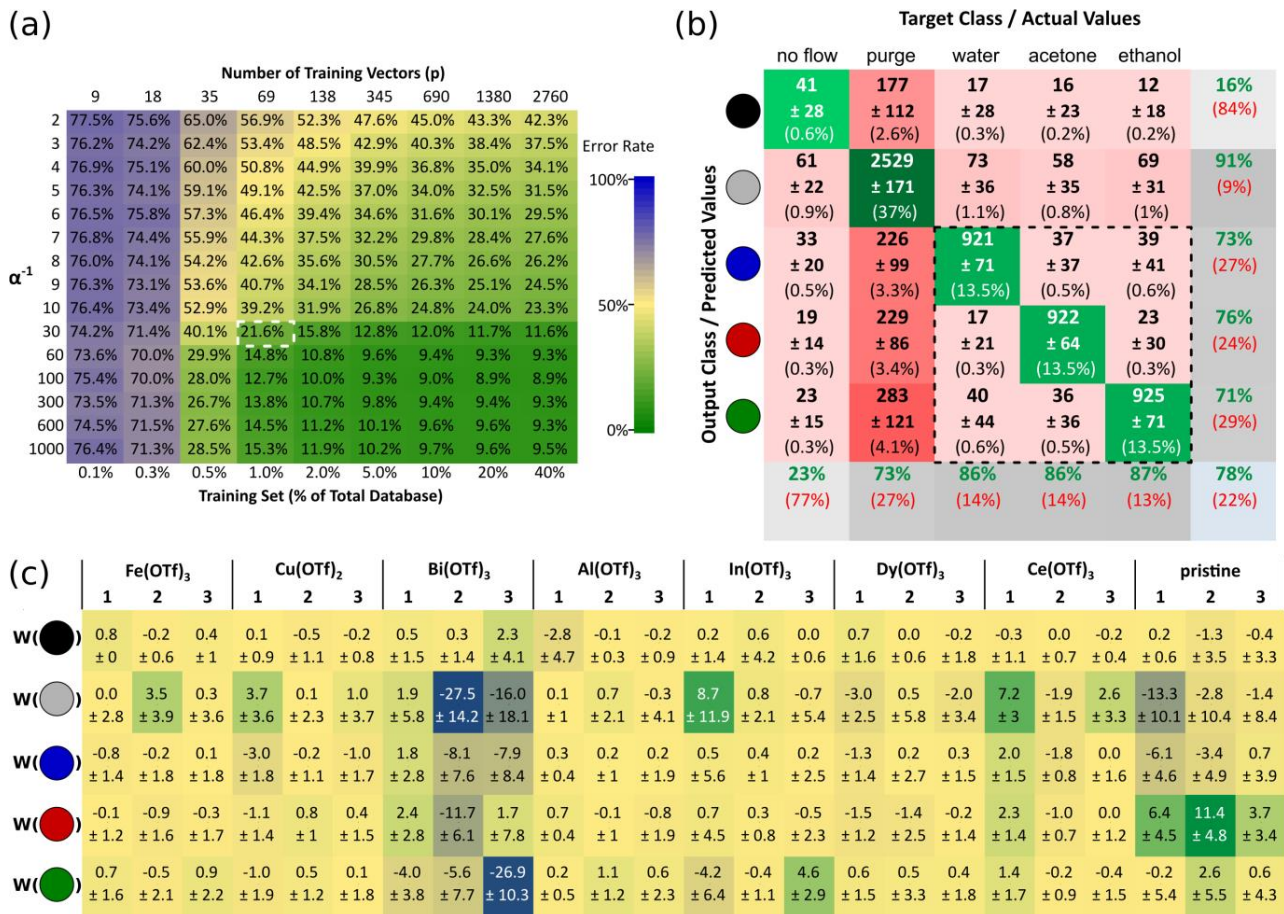 (a)
Number of Training Vectors (p)
9 18 35 69 138 345 690 1380 2760
2 77.5% 75.6% 65.0% 56.9% 52.3% 47.6% 45.0% 43.3% 42.3%
3 76.2% 74.2% 62.4% 53.4% 48.5% 42.9% 40.3% 38.4% 37.5%
4 76.9% 75.1% 60.0% 50.8% 44.9% 39.9% 36.8% 35.0% 34.1%
5 76.3% 74.1% 59.1% 49.1% 42.5% 37.0% 34.0% 32.5% 31.5%
6 76.5% 75.8% 57.3% 46.4% 39.4% 34.6% 31.6% 30.1% 29.5%
7 76.8% 74.4% 55.9% 44.3% 37.5% 32.2% 29.8% 28.4% 27.6%
8 76.0% 74.1% 54.2% 42.6% 35.6% 30.5% 27.7% 26.6% 26.2%
9 76.3% 73.1% 53.6% 40.7% 34.1% 28.5% 26.3% 25.1% 24.5%
10 76.4% 73.4% 52.9% 39.2% 31.9% 26.8% 24.8% 24.0% 23.3%
30 74.2% 71.4% 40.1% 21.6% 15.8% 12.8% 12.0% 11.7% 11.6%
60 73.6% 70.0% 29.9% 14.8% 10.8% 9.6% 9.4% 9.3% 9.3%
100 75.4% 70.0% 28.0% 12.7% 10.0% 9.3% 9.0% 8.9% 8.9%
300 73.5% 71.3% 26.7% 13.8% 10.7% 9.8% 9.4% 9.4% 9.3%
600 74.5% 71.5% 27.6% 14.5% 11.2% 10.1% 9.6% 9.6% 9.3%
1000 76.4% 71.3% 28.5% 15.3% 11.9% 10.2% 9.7% 9.6% 9.5%
0.1% 0.3% 0.5% 1.0% 2.0% 5.0% 10% 20% 40%
Training Set (% of Total Database)
α⁻¹
Error Rate
100%
50%
0%
(b)
Target Class / Actual Values
no flow purge water acetone ethanol
Output Class / Predicted Values
41 177 17 16 12 16%
± 28 ± 112 ± 28 ± 23 ± 18 (84%)
(0.6%) (2.6%) (0.3%) (0.2%) (0.2%)
61 2529 73 58 69 91%
± 22 ± 171 ± 36 ± 35 ± 31 (9%)
(0.9%) (37%) (1.1%) (0.8%) (1%)
33 226 921 37 39 73%
± 20 ± 99 ± 71 ± 37 ± 41 (27%)
(0.5%) (3.3%) (13.5%) (0.5%) (0.6%)
19 229 17 922 23 76%
± 14 ± 86 ± 21 ± 64 ± 30 (24%)
(0.3%) (3.4%) (0.3%) (13.5%) (0.3%)
23 283 40 36 925 71%
± 15 ± 121 ± 44 ± 36 ± 71 (29%)
(0.3%) (4.1%) (0.6%) (0.5%) (13.5%)
23% 73% 86% 86% 87% 78%
(77%) (27%) (14%) (14%) (13%) (22%)
(c)
Fe(OTf)₃ Cu(OTf)₂ Bi(OTf)₃ Al(OTf)₃ In(OTf)₃ Dy(OTf)₃ Ce(OTf)₃ pristine
1 2 3 1 2 3 1 2 3 1 2 3 1 2 3 1 2 3 1 2 3 1 2 3
W( ) 0.8 -0.2 0.4 0.1 -0.5 -0.2 0.5 0.3 2.3 -2.8 -0.1 -0.2 0.2 0.6 0.0 0.7 0.0 -0.2 -0.3 0.0 -0.2 0.2 -1.3 -0.4
± 0 ± 0.6 ± 1 ± 0.9 ± 1.1 ± 0.8 ± 1.5 ± 1.4 ± 4.1 ± 4.7 ± 0.3 ± 0.9 ± 1.4 ± 4.2 ± 0.6 ± 1.6 ± 0.6 ± 1.8 ± 1.1 ± 0.7 ± 0.4 ± 0.6 ± 3.5 ± 3.3
W( ) 0.0 3.5 0.3 3.7 0.1 1.0 1.9 -27.5 -16.0 0.1 0.7 -0.3 8.7 0.8 -0.7 -3.0 0.5 -2.0 7.2 -1.9 2.6 -13.3 -2.8 -1.4
± 2.8 ± 3.9 ± 3.6 ± 3.6 ± 2.3 ± 3.7 ± 5.8 ± 14.2 ± 18.1 ± 1 ± 2.1 ± 4.1 ± 11.9 ± 2.1 ± 5.4 ± 2.5 ± 5.8 ± 3.4 ± 3 ± 1.5 ± 3.3 ± 10.1 ± 10.4 ± 8.4
W( ) -0.8 -0.2 0.1 -3.0 -0.2 -1.0 1.8 -8.1 -7.9 0.3 0.2 0.2 0.5 0.4 0.2 -1.3 0.2 0.3 2.0 -1.8 0.0 -6.1 -3.4 0.7
± 1.4 ± 1.8 ± 1.8 ± 1.8 ± 1.1 ± 1.7 ± 2.8 ± 7.6 ± 8.4 ± 0.4 ± 1 ± 1.9 ± 5.6 ± 1 ± 2.5 ± 1.4 ± 2.7 ± 1.5 ± 1.5 ± 0.8 ± 1.6 ± 4.6 ± 4.9 ± 3.9
W( ) -0.1 -0.9 -0.3 -1.1 0.8 0.4 2.4 -11.7 1.7 0.7 -0.1 -0.8 0.7 0.3 -0.3 -1.5 -1.4 -0.2 2.3 -1.0 0.0 6.4 11.4 3.7
± 1.2 ± 1.6 ± 1.7 ± 1.4 ± 1 ± 1.5 ± 2.8 ± 6.1 ± 7.8 ± 0.4 ± 1 ± 1.9 ± 4.5 ± 0.8 ± 2.3 ± 1.2 ± 2.5 ± 1.4 ± 1.4 ± 0.7 ± 1.2 ± 4.5 ± 4.8 ± 3.4
W( ) 0.7 -0.5 0.9 -1.0 0.5 0.1 -4.0 -5.6 -26.9 0.2 1.1 0.6 -4.2 -0.4 4.6 0.6 0.5 0.4 1.4 -0.2 -0.4 -0.2 2.6 0.6
± 1.6 ± 2.1 ± 2.2 ± 1.9 ± 1.2 ± 1.8 ± 3.8 ± 7.7 ± 10.3 ± 0.5 ± 1.2 ± 2.3 ± 6.4 ± 1.1 ± 2.9 ± 1.5 ± 3.3 ± 1.8 ± 1.7 ± 0.9 ± 1.5 ± 5.4 ± 5.5 ± 4.3